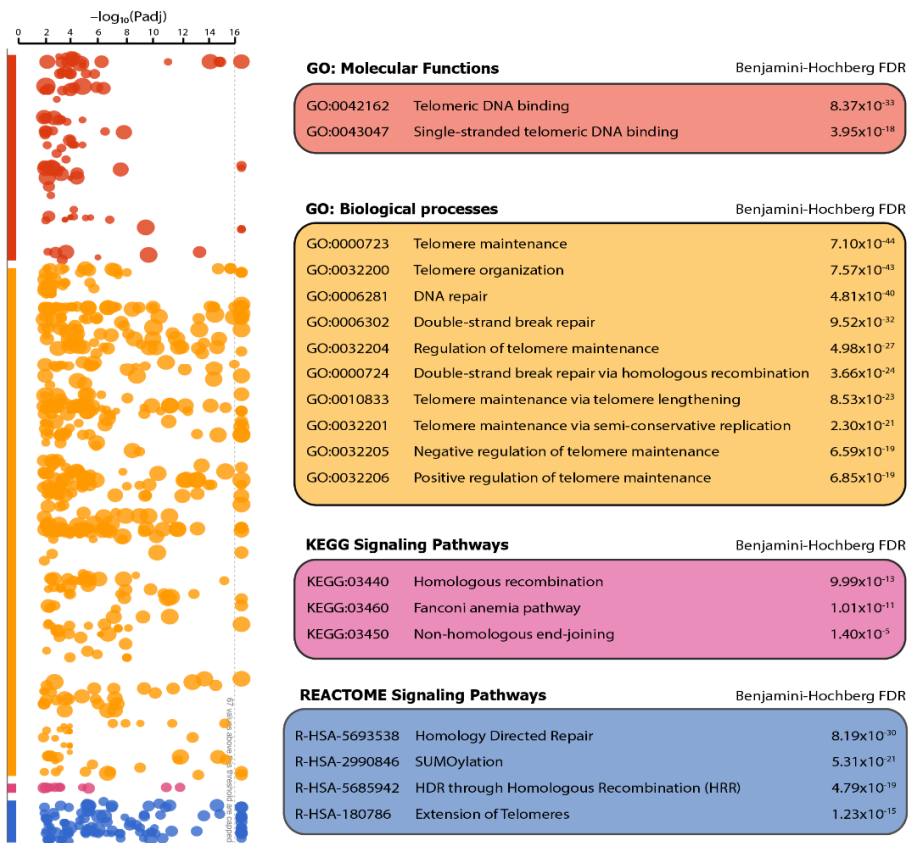 −log₁₀(Padj)
0 2 4 6 8 10 12 14 16
67 values above this threshold are capped
GO: Molecular Functions Benjamini-Hochberg FDR
GO:0042162 Telomeric DNA binding 8.37x10⁻³³
GO:0043047 Single-stranded telomeric DNA binding 3.95x10⁻¹⁸
GO: Biological processes Benjamini-Hochberg FDR
GO:0000723 Telomere maintenance 7.10x10⁻⁴⁴
GO:0032200 Telomere organization 7.57x10⁻⁴³
GO:0006281 DNA repair 4.81x10⁻⁴⁰
GO:0006302 Double-strand break repair 9.52x10⁻³²
GO:0032204 Regulation of telomere maintenance 4.98x10⁻²⁷
GO:0000724 Double-strand break repair via homologous recombination 3.66x10⁻²⁴
GO:0010833 Telomere maintenance via telomere lengthening 8.53x10⁻²³
GO:0032201 Telomere maintenance via semi-conservative replication 2.30x10⁻²¹
GO:0032205 Negative regulation of telomere maintenance 6.59x10⁻¹⁹
GO:0032206 Positive regulation of telomere maintenance 6.85x10⁻¹⁹
KEGG Signaling Pathways Benjamini-Hochberg FDR
KEGG:03440 Homologous recombination 9.99x10⁻¹³
KEGG:03460 Fanconi anemia pathway 1.01x10⁻¹¹
KEGG:03450 Non-homologous end-joining 1.40x10⁻⁵
REACTOME Signaling Pathways Benjamini-Hochberg FDR
R-HSA-5693538 Homology Directed Repair 8.19x10⁻³⁰
R-HSA-2990846 SUMOylation 5.31x10⁻²¹
R-HSA-5685942 HDR through Homologous Recombination (HRR) 4.79x10⁻¹⁹
R-HSA-180786 Extension of Telomeres 1.23x10⁻¹⁵